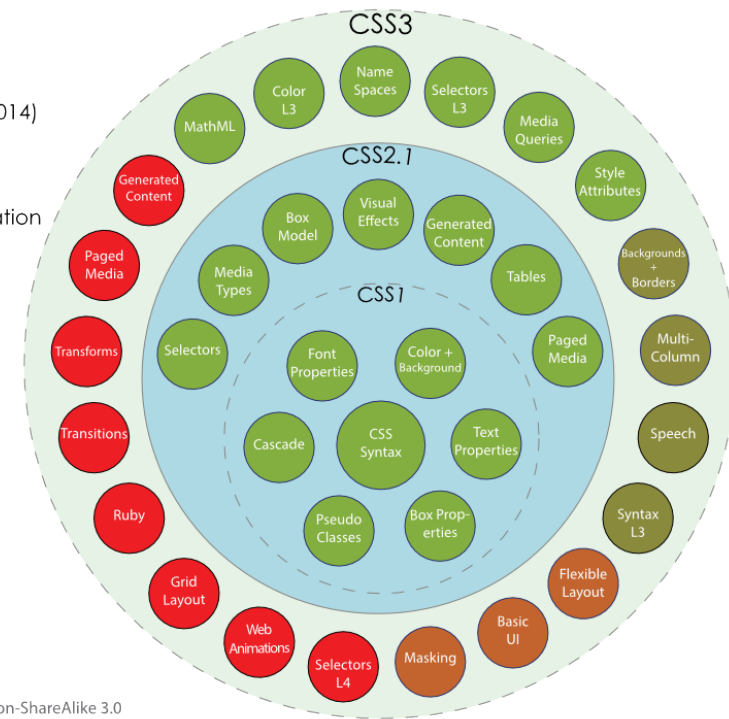 CSS3
014)
ation
Name
Spaces
Color
L3
Selectors
L3
MathML
Media
Queries
Style
Attributes
Generated
Content
Paged
Media
Transforms
Transitions
Ruby
Grid
Layout
Web
Animations
Selectors
L4
Masking
Basic
UI
Flexible
Layout
Syntax
L3
Speech
Multi-
Column
Backgrounds
+
Borders
CSS2.1
Visual
Effects
Box
Model
Generated
Content
Media
Types
Tables
Selectors
Paged
Media
CSS1
Font
Properties
Color +
Background
Cascade
CSS
Syntax
Text
Properties
Pseudo
Classes
Box Prop-
erties
on-ShareAlike 3.0